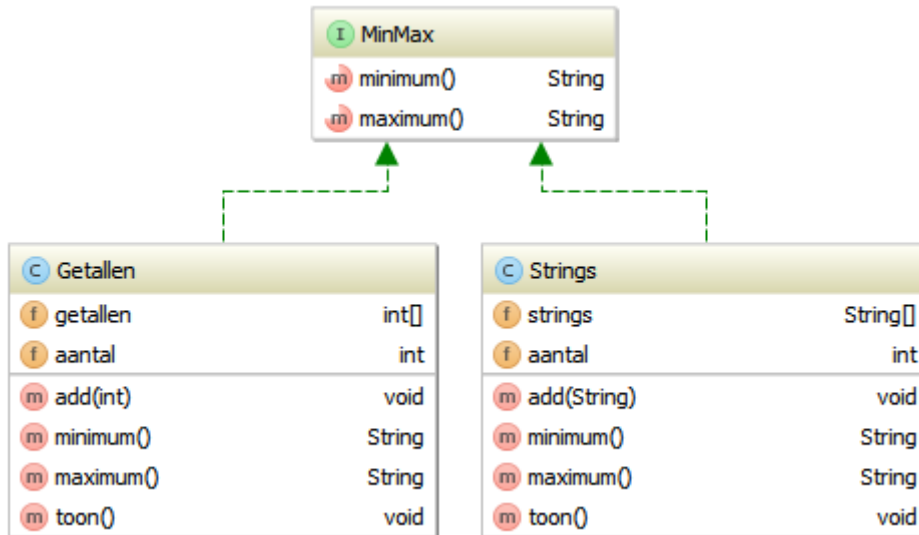 I MinMax
m minimum() String
m maximum() String
C Getallen
f getallen int[]
f aantal int
m add(int) void
m minimum() String
m maximum() String
m toon() void
C Strings
f strings String[]
f aantal int
m add(String) void
m minimum() String
m maximum() String
m toon() void